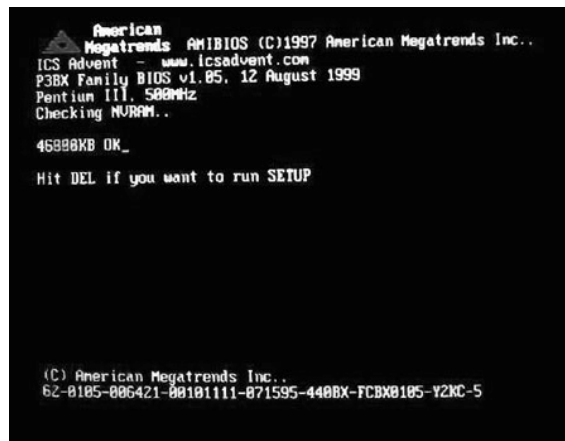 American
Megatrends AMIBIOS (C)1997 American Megatrends Inc..
ICS Advent - www.icsadvent.com
P3BX Family BIOS v1.05, 12 August 1999
Pentium III, 500MHz
Checking NVRAM..
OK_
Hit DEL if you want to run SETUP
(C) American Megatrends Inc..
62-0105-006421-00101111-071595-440BX-FCBX0105-Y2KC-5